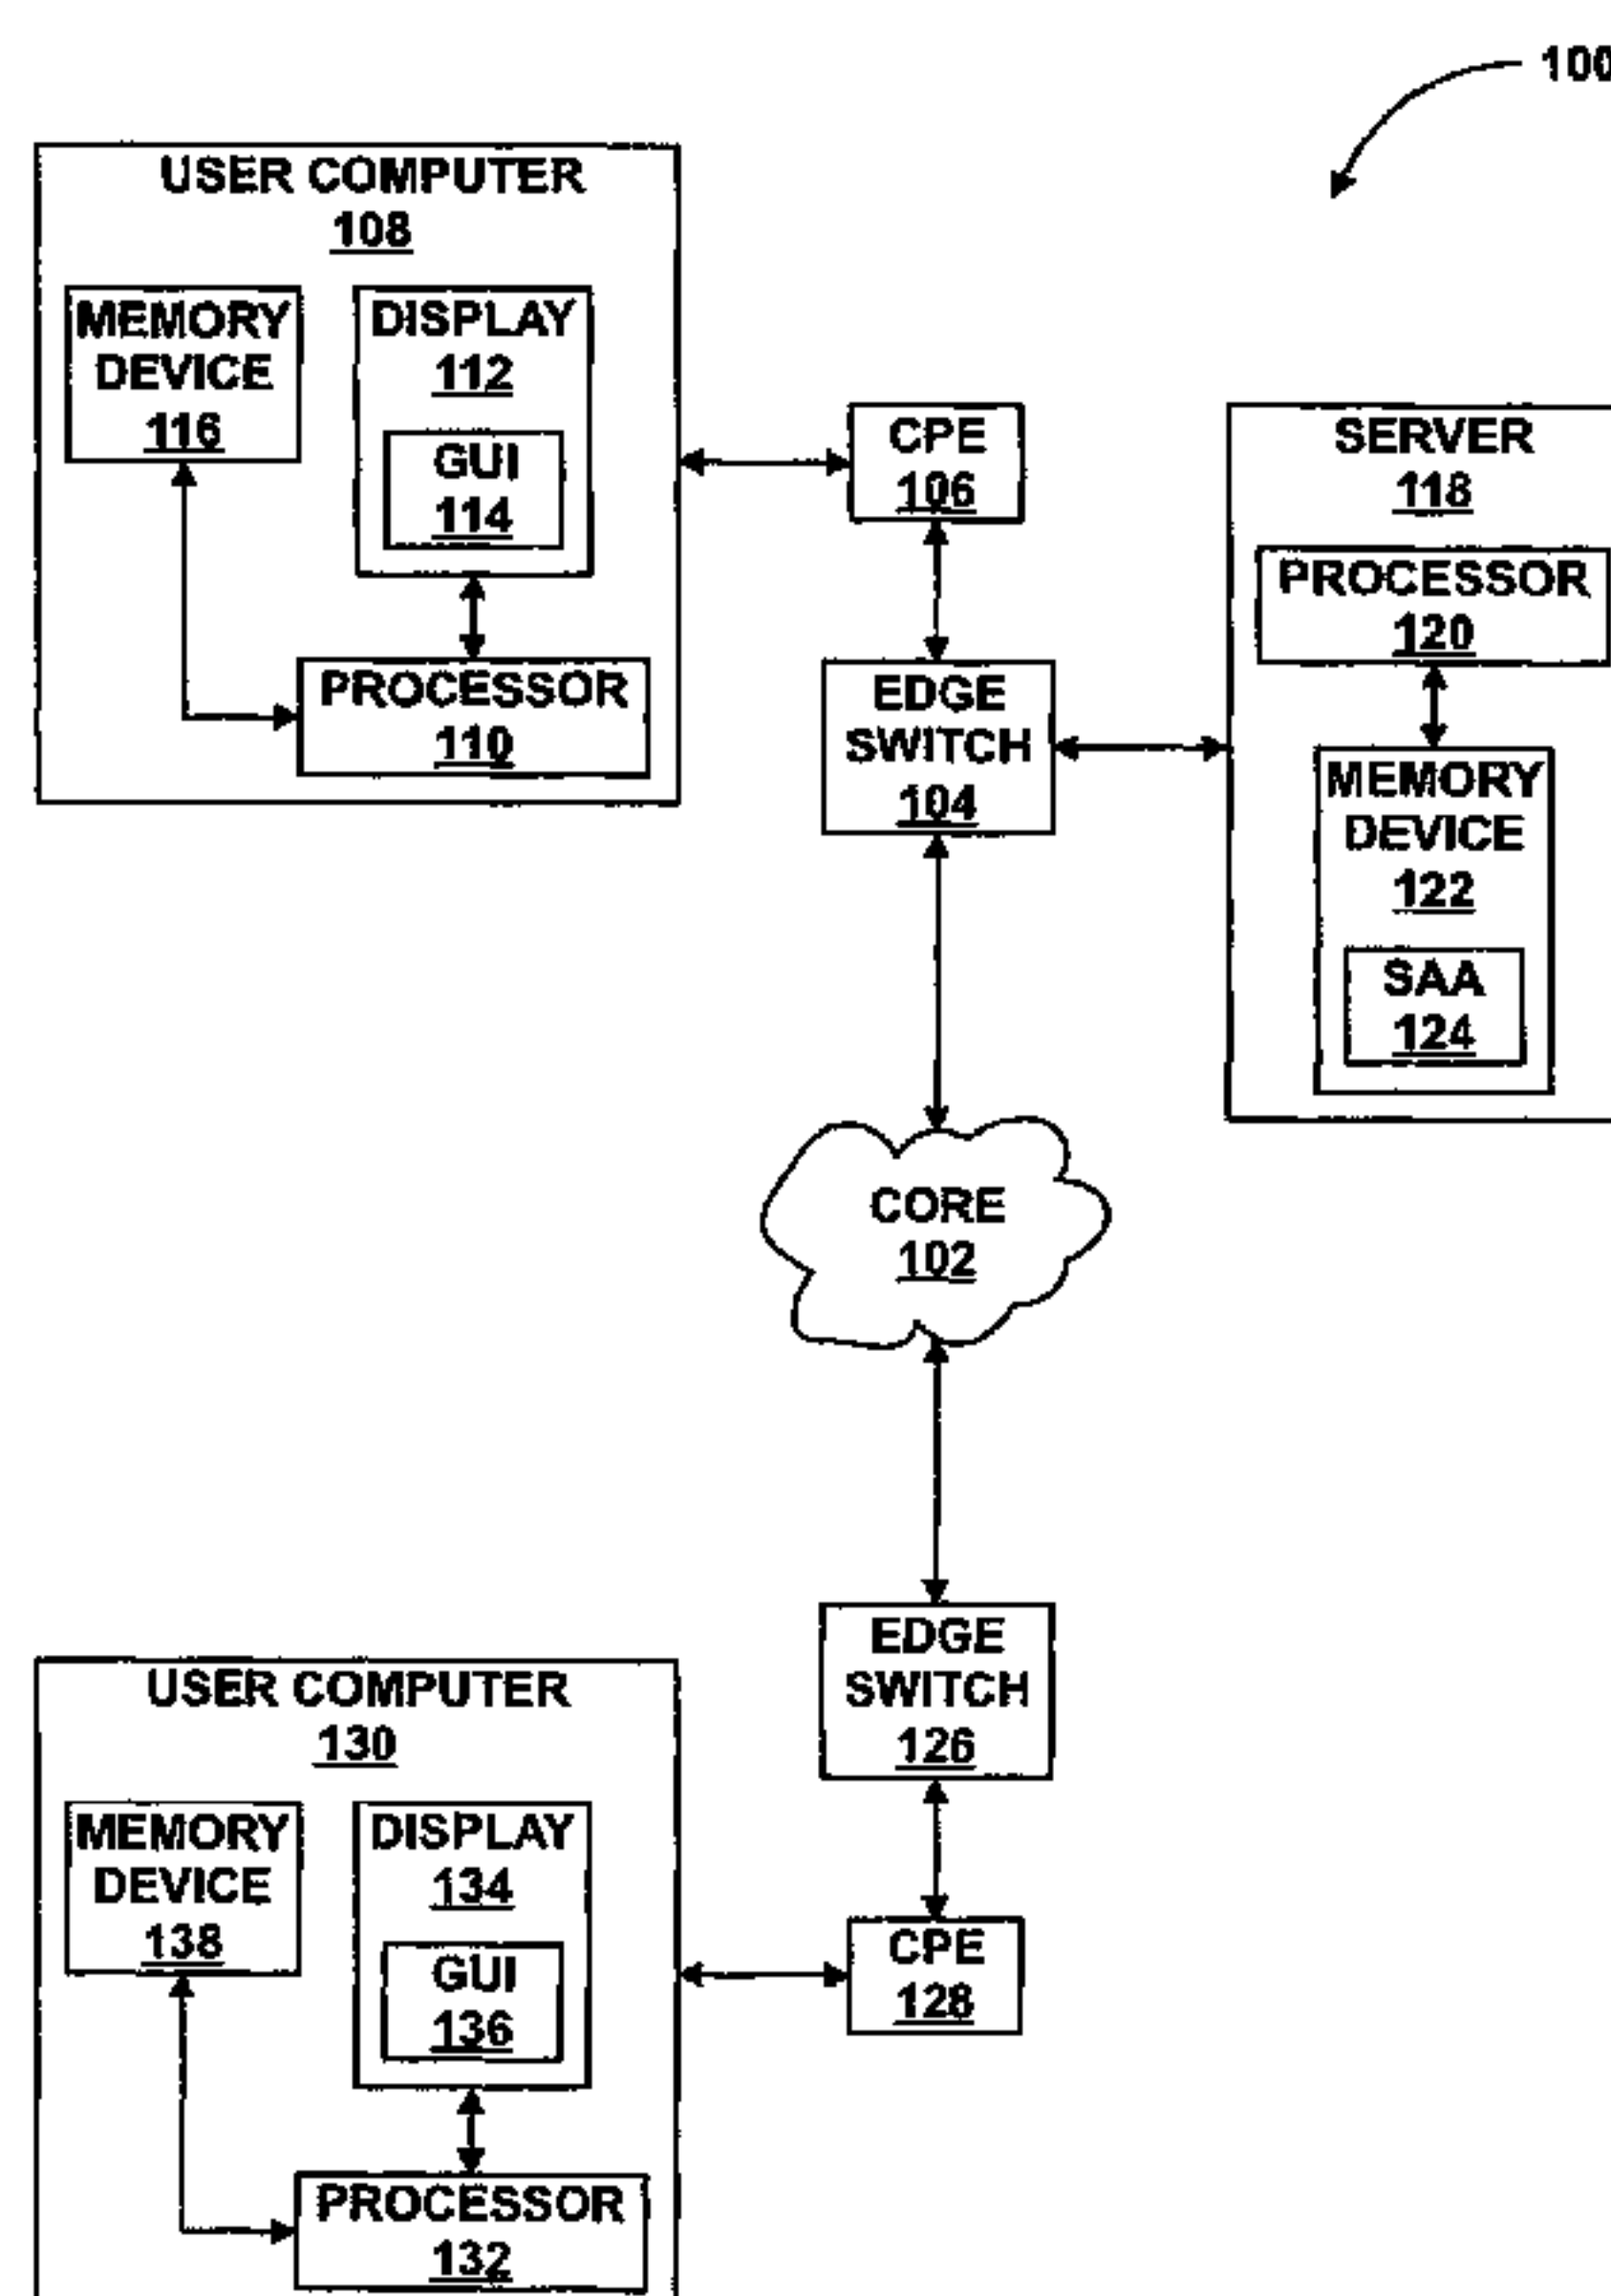 100
USER COMPUTER
108
MEMORY
DEVICE
116
DISPLAY
112
GUI
114
PROCESSOR
110
CPE
106
EDGE
SWITCH
104
SERVER
118
PROCESSOR
120
MEMORY
DEVICE
122
SAA
124
CORE
102
EDGE
SWITCH
126
CPE
128
USER COMPUTER
130
MEMORY
DEVICE
138
DISPLAY
134
GUI
136
PROCESSOR
132